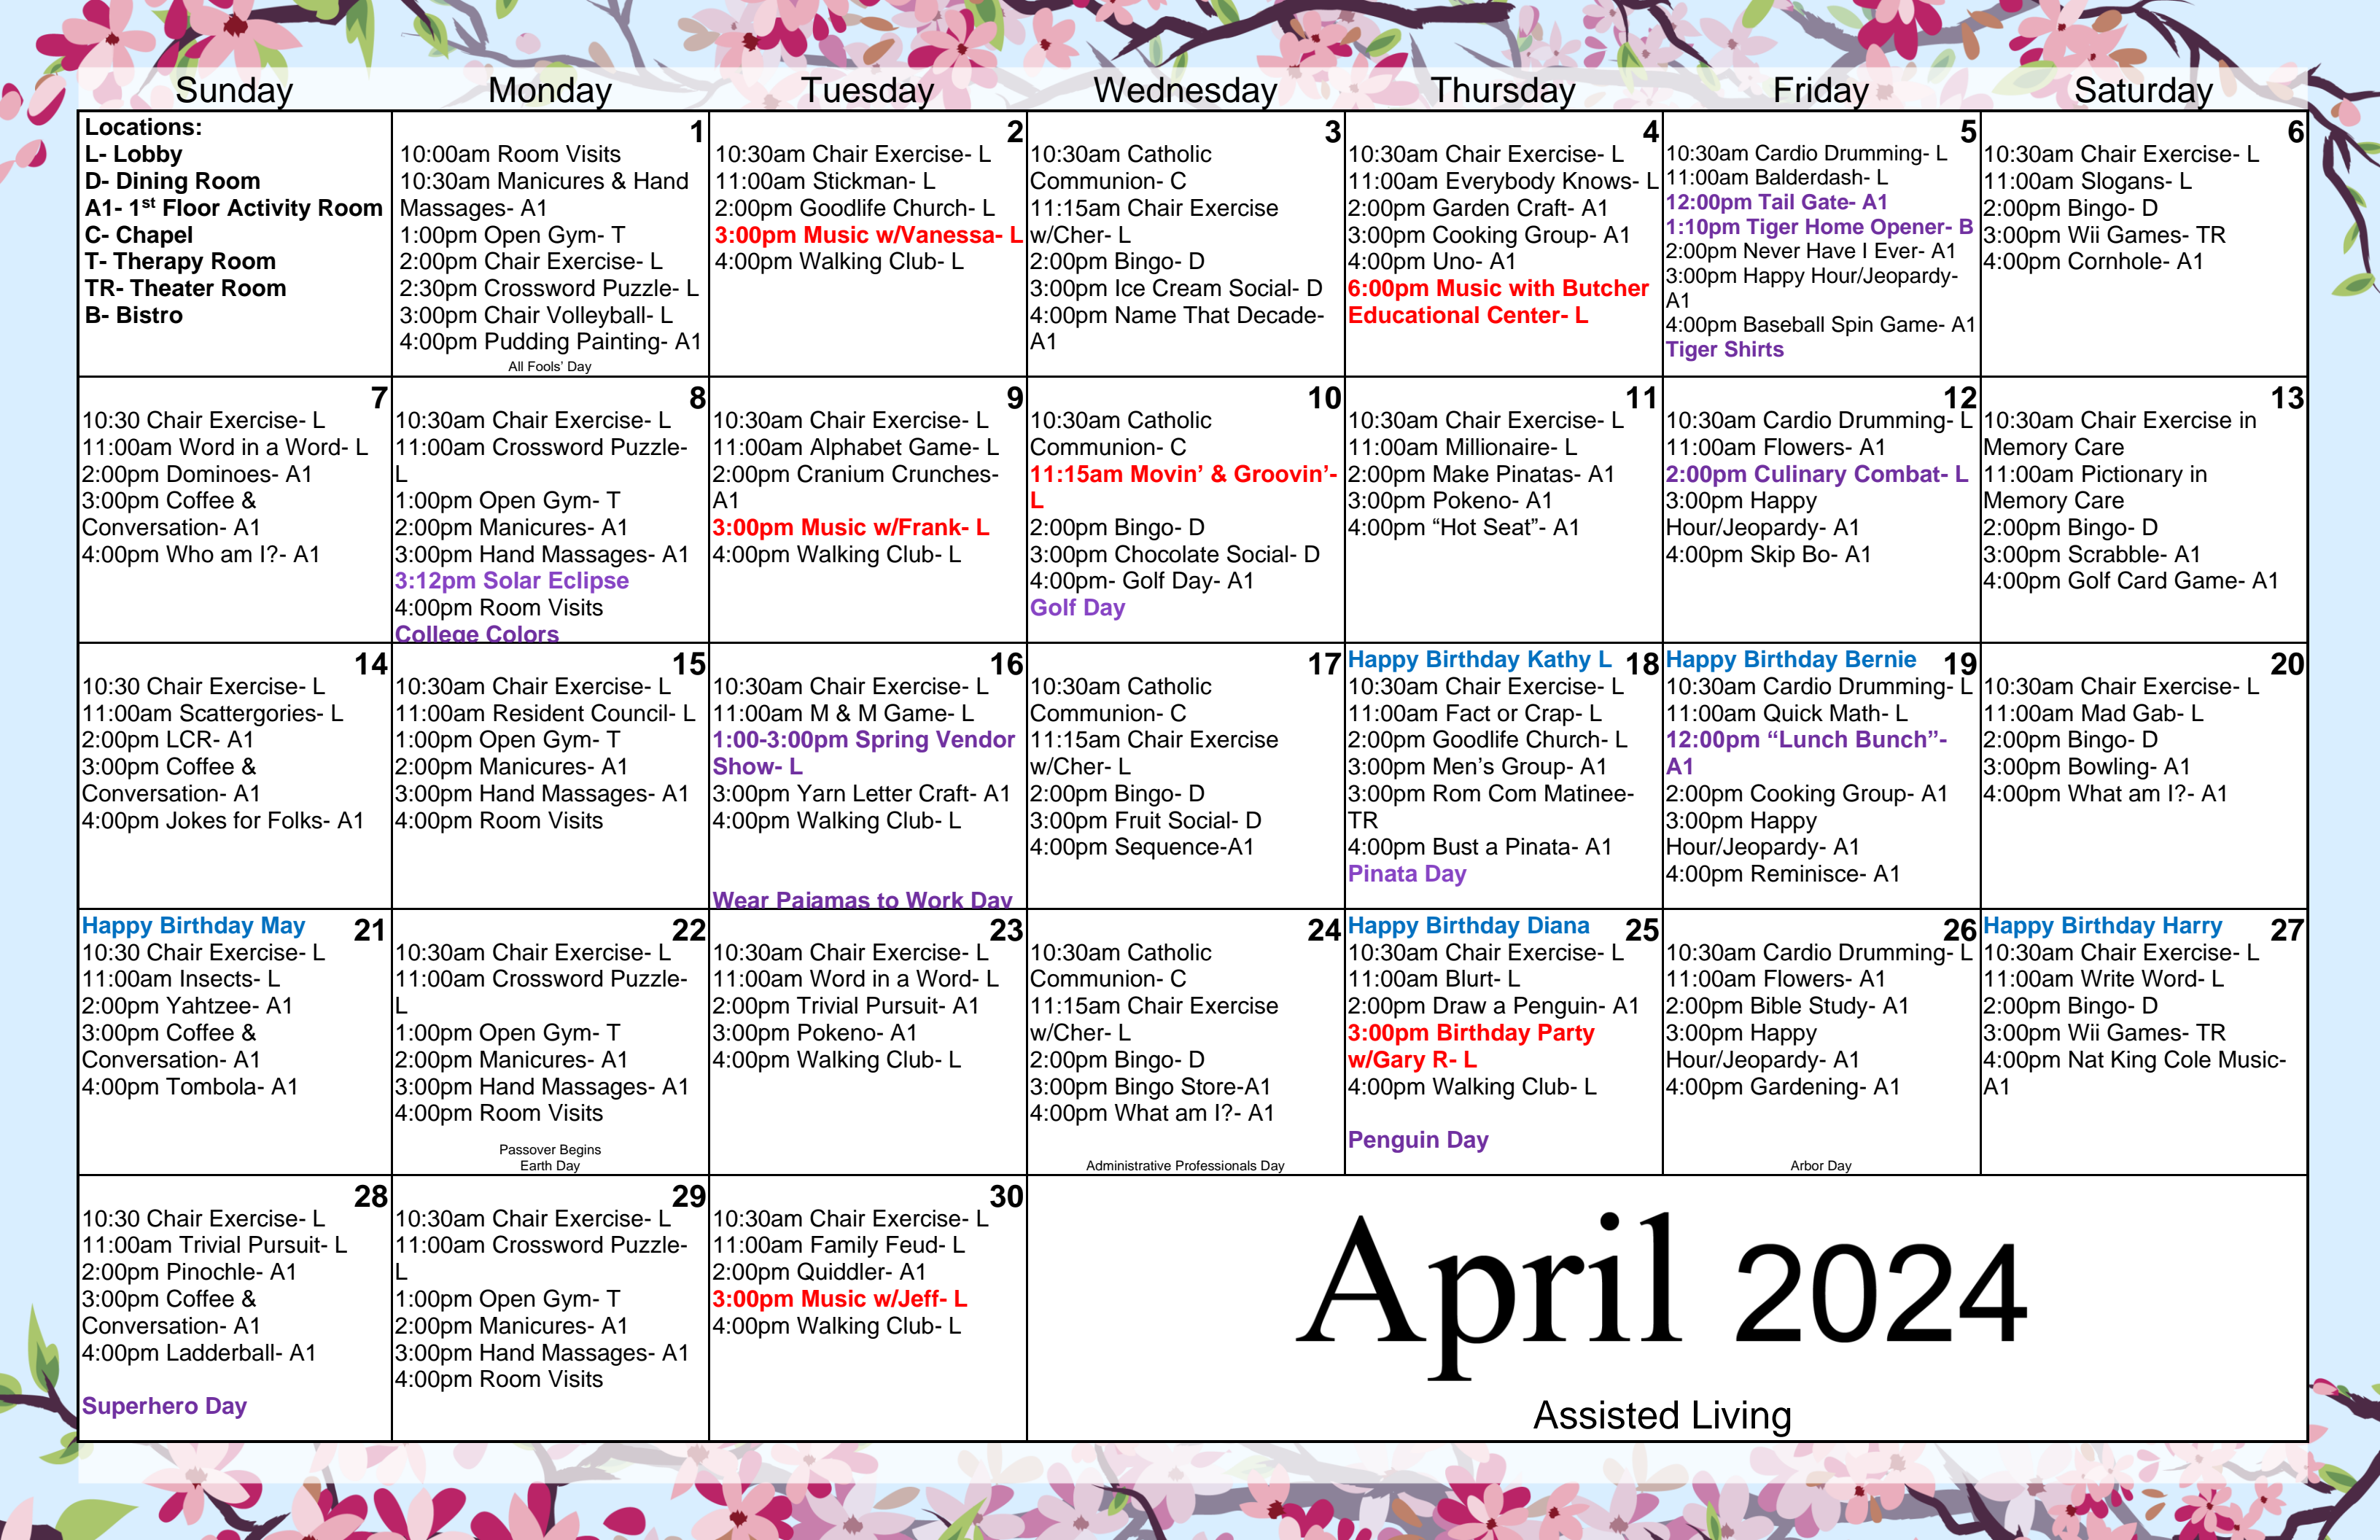 Sunday Monday Tuesday Wednesday Thursday Friday Saturday
Locations:
L- Lobby
D- Dining Room
A1- 1st Floor Activity Room
C- Chapel
T- Therapy Room
TR- Theater Room
B- Bistro
1
10:00am Room Visits
10:30am Manicures & Hand
Massages- A1
1:00pm Open Gym- T
2:00pm Chair Exercise- L
2:30pm Crossword Puzzle- L
3:00pm Chair Volleyball- L
4:00pm Pudding Painting- A1
All Fools' Day
2
10:30am Chair Exercise- L
11:00am Stickman- L
2:00pm Goodlife Church- L
3:00pm Music w/Vanessa- L
4:00pm Walking Club- L
3
10:30am Catholic
Communion- C
11:15am Chair Exercise
w/Cher- L
2:00pm Bingo- D
3:00pm Ice Cream Social- D
4:00pm Name That Decade-
A1
4
10:30am Chair Exercise- L
11:00am Everybody Knows- L
2:00pm Garden Craft- A1
3:00pm Cooking Group- A1
4:00pm Uno- A1
6:00pm Music with Butcher
Educational Center- L
5
10:30am Cardio Drumming- L
11:00am Balderdash- L
12:00pm Tail Gate- A1
1:10pm Tiger Home Opener- B
2:00pm Never Have I Ever- A1
3:00pm Happy Hour/Jeopardy-
A1
4:00pm Baseball Spin Game- A1
Tiger Shirts
6
10:30am Chair Exercise- L
11:00am Slogans- L
2:00pm Bingo- D
3:00pm Wii Games- TR
4:00pm Cornhole- A1
7
10:30 Chair Exercise- L
11:00am Word in a Word- L
2:00pm Dominoes- A1
3:00pm Coffee &
Conversation- A1
4:00pm Who am I?- A1
8
10:30am Chair Exercise- L
11:00am Crossword Puzzle-
L
1:00pm Open Gym- T
2:00pm Manicures- A1
3:00pm Hand Massages- A1
3:12pm Solar Eclipse
4:00pm Room Visits
College Colors
9
10:30am Chair Exercise- L
11:00am Alphabet Game- L
2:00pm Cranium Crunches-
A1
3:00pm Music w/Frank- L
4:00pm Walking Club- L
10
10:30am Catholic
Communion- C
11:15am Movin' & Groovin'-
L
2:00pm Bingo- D
3:00pm Chocolate Social- D
4:00pm- Golf Day- A1
Golf Day
11
10:30am Chair Exercise- L
11:00am Millionaire- L
2:00pm Make Pinatas- A1
3:00pm Pokeno- A1
4:00pm “Hot Seat”- A1
12
10:30am Cardio Drumming- L
11:00am Flowers- A1
2:00pm Culinary Combat- L
3:00pm Happy
Hour/Jeopardy- A1
4:00pm Skip Bo- A1
13
10:30am Chair Exercise in
Memory Care
11:00am Pictionary in
Memory Care
2:00pm Bingo- D
3:00pm Scrabble- A1
4:00pm Golf Card Game- A1
14
10:30 Chair Exercise- L
11:00am Scattergories- L
2:00pm LCR- A1
3:00pm Coffee &
Conversation- A1
4:00pm Jokes for Folks- A1
15
10:30am Chair Exercise- L
11:00am Resident Council- L
1:00pm Open Gym- T
2:00pm Manicures- A1
3:00pm Hand Massages- A1
4:00pm Room Visits
16
10:30am Chair Exercise- L
11:00am M & M Game- L
1:00-3:00pm Spring Vendor
Show- L
3:00pm Yarn Letter Craft- A1
4:00pm Walking Club- L
Wear Pajamas to Work Day
17
10:30am Catholic
Communion- C
11:15am Chair Exercise
w/Cher- L
2:00pm Bingo- D
3:00pm Fruit Social- D
4:00pm Sequence-A1
Happy Birthday Kathy L 18
10:30am Chair Exercise- L
11:00am Fact or Crap- L
2:00pm Goodlife Church- L
3:00pm Men's Group- A1
3:00pm Rom Com Matinee-
TR
4:00pm Bust a Pinata- A1
Pinata Day
Happy Birthday Bernie 19
10:30am Cardio Drumming- L
11:00am Quick Math- L
12:00pm “Lunch Bunch”-
A1
2:00pm Cooking Group- A1
3:00pm Happy
Hour/Jeopardy- A1
4:00pm Reminisce- A1
20
10:30am Chair Exercise- L
11:00am Mad Gab- L
2:00pm Bingo- D
3:00pm Bowling- A1
4:00pm What am I?- A1
Happy Birthday May 21
10:30 Chair Exercise- L
11:00am Insects- L
2:00pm Yahtzee- A1
3:00pm Coffee &
Conversation- A1
4:00pm Tombola- A1
22
10:30am Chair Exercise- L
11:00am Crossword Puzzle-
L
1:00pm Open Gym- T
2:00pm Manicures- A1
3:00pm Hand Massages- A1
4:00pm Room Visits
Passover Begins
Earth Day
23
10:30am Chair Exercise- L
11:00am Word in a Word- L
2:00pm Trivial Pursuit- A1
3:00pm Pokeno- A1
4:00pm Walking Club- L
24
10:30am Catholic
Communion- C
11:15am Chair Exercise
w/Cher- L
2:00pm Bingo- D
3:00pm Bingo Store-A1
4:00pm What am I?- A1
Administrative Professionals Day
Happy Birthday Diana 25
10:30am Chair Exercise- L
11:00am Blurt- L
2:00pm Draw a Penguin- A1
3:00pm Birthday Party
w/Gary R- L
4:00pm Walking Club- L
Penguin Day
26
10:30am Cardio Drumming- L
11:00am Flowers- A1
2:00pm Bible Study- A1
3:00pm Happy
Hour/Jeopardy- A1
4:00pm Gardening- A1
Arbor Day
Happy Birthday Harry 27
10:30am Chair Exercise- L
11:00am Write Word- L
2:00pm Bingo- D
3:00pm Wii Games- TR
4:00pm Nat King Cole Music-
A1
28
10:30 Chair Exercise- L
11:00am Trivial Pursuit- L
2:00pm Pinochle- A1
3:00pm Coffee &
Conversation- A1
4:00pm Ladderball- A1
Superhero Day
29
10:30am Chair Exercise- L
11:00am Crossword Puzzle-
L
1:00pm Open Gym- T
2:00pm Manicures- A1
3:00pm Hand Massages- A1
4:00pm Room Visits
30
10:30am Chair Exercise- L
11:00am Family Feud- L
2:00pm Quiddler- A1
3:00pm Music w/Jeff- L
4:00pm Walking Club- L
April 2024
Assisted Living